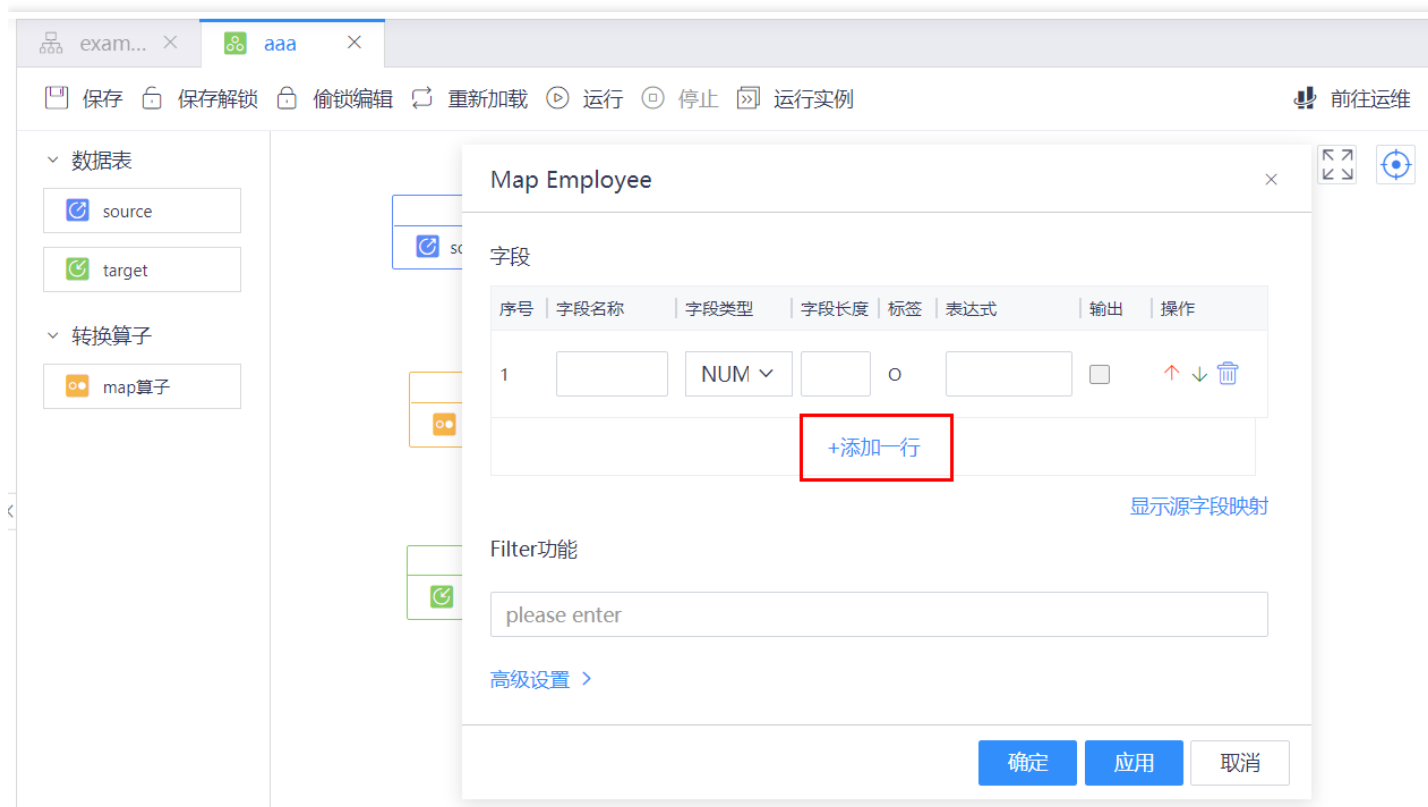 exam... aaa
保存 保存解锁 偷锁编辑 重新加载 运行 停止 运行实例 前往运维
数据表
source
target
转换算子
map算子
Map Employee
字段
序号 字段名称 字段类型 字段长度 标签 表达式 输出 操作
1 NUM O
+添加一行
显示源字段映射
Filter功能
please enter
高级设置
确定 应用 取消